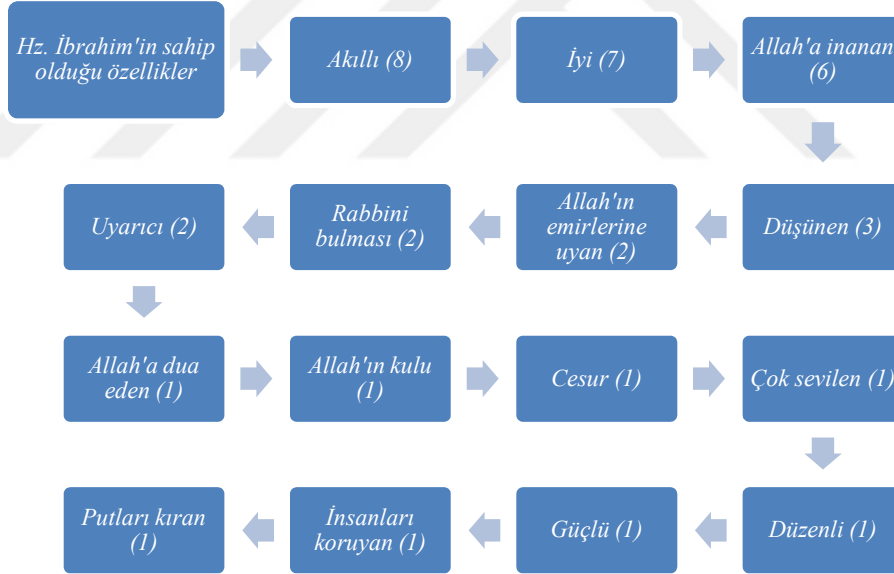 Hz. İbrahim'in sahip
olduğu özellikler
Akıllı (8)
İyi (7)
Allah'a inanan
(6)
Düşünen (3)
Allah'ın
emirlerine
uyan (2)
Rabbini
bulması (2)
Uyarıcı (2)
Allah'a dua
eden (1)
Allah'ın kulu
(1)
Cesur (1)
Çok sevilen (1)
Düzenli (1)
Güçlü (1)
İnsanları
koruyan (1)
Putları kıran
(1)